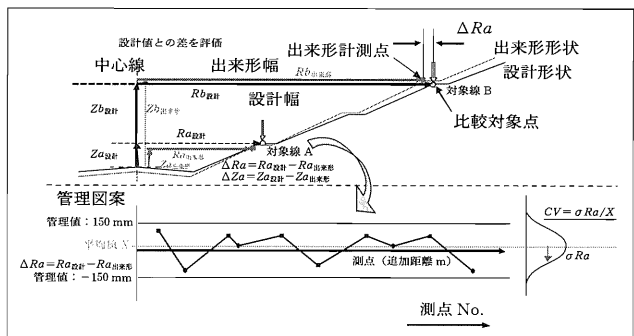 設計値との差を評価
ΔRa
中心線
出来形幅
出来形計測点
出来形形状
設計形状
Rb出来形
Rb設計
対象線 B
Zb設計
Zb出来形
設計幅
比較対象点
Ra設計
Za設計
Ra出来形
Za出来形
対象線 A
ΔRa=Ra設計−Ra出来形
ΔZa=Za設計−Za出来形
管理図案
管理値：150 mm
CV=σRa/X
平均値 X
測点（追加距離 m）
σRa
ΔRa=Ra設計−Ra出来形
管理値：−150 mm
測点 No.